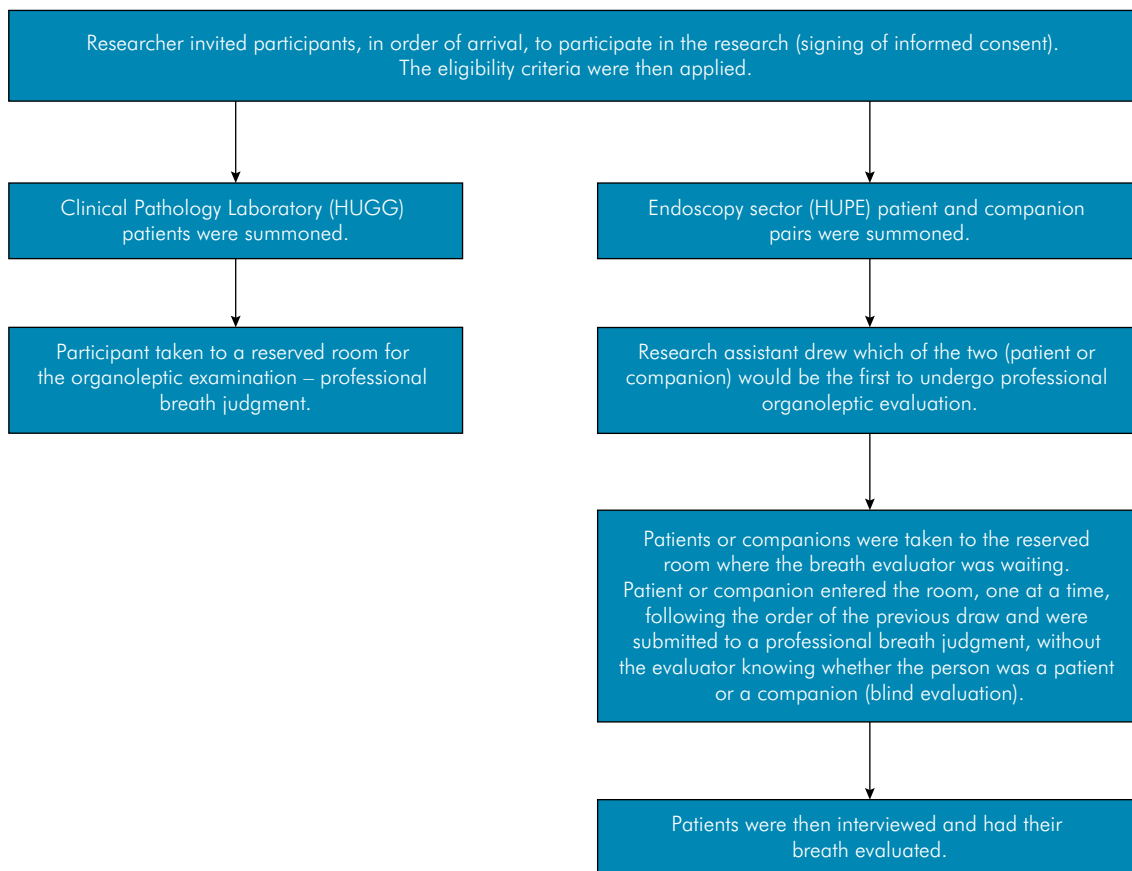 Researcher invited participants, in order of arrival, to participate in the research (signing of informed consent).
The eligibility criteria were then applied.
Clinical Pathology Laboratory (HUGG)
patients were summoned.
Endoscopy sector (HUPE) patient and companion
pairs were summoned.
Participant taken to a reserved room for
the organoleptic examination – professional
breath judgment.
Research assistant drew which of the two (patient or
companion) would be the first to undergo professional
organoleptic evaluation.
Patients or companions were taken to the reserved
room where the breath evaluator was waiting.
Patient or companion entered the room, one at a time,
following the order of the previous draw and were
submitted to a professional breath judgment, without
the evaluator knowing whether the person was a patient
or a companion (blind evaluation).
Patients were then interviewed and had their
breath evaluated.